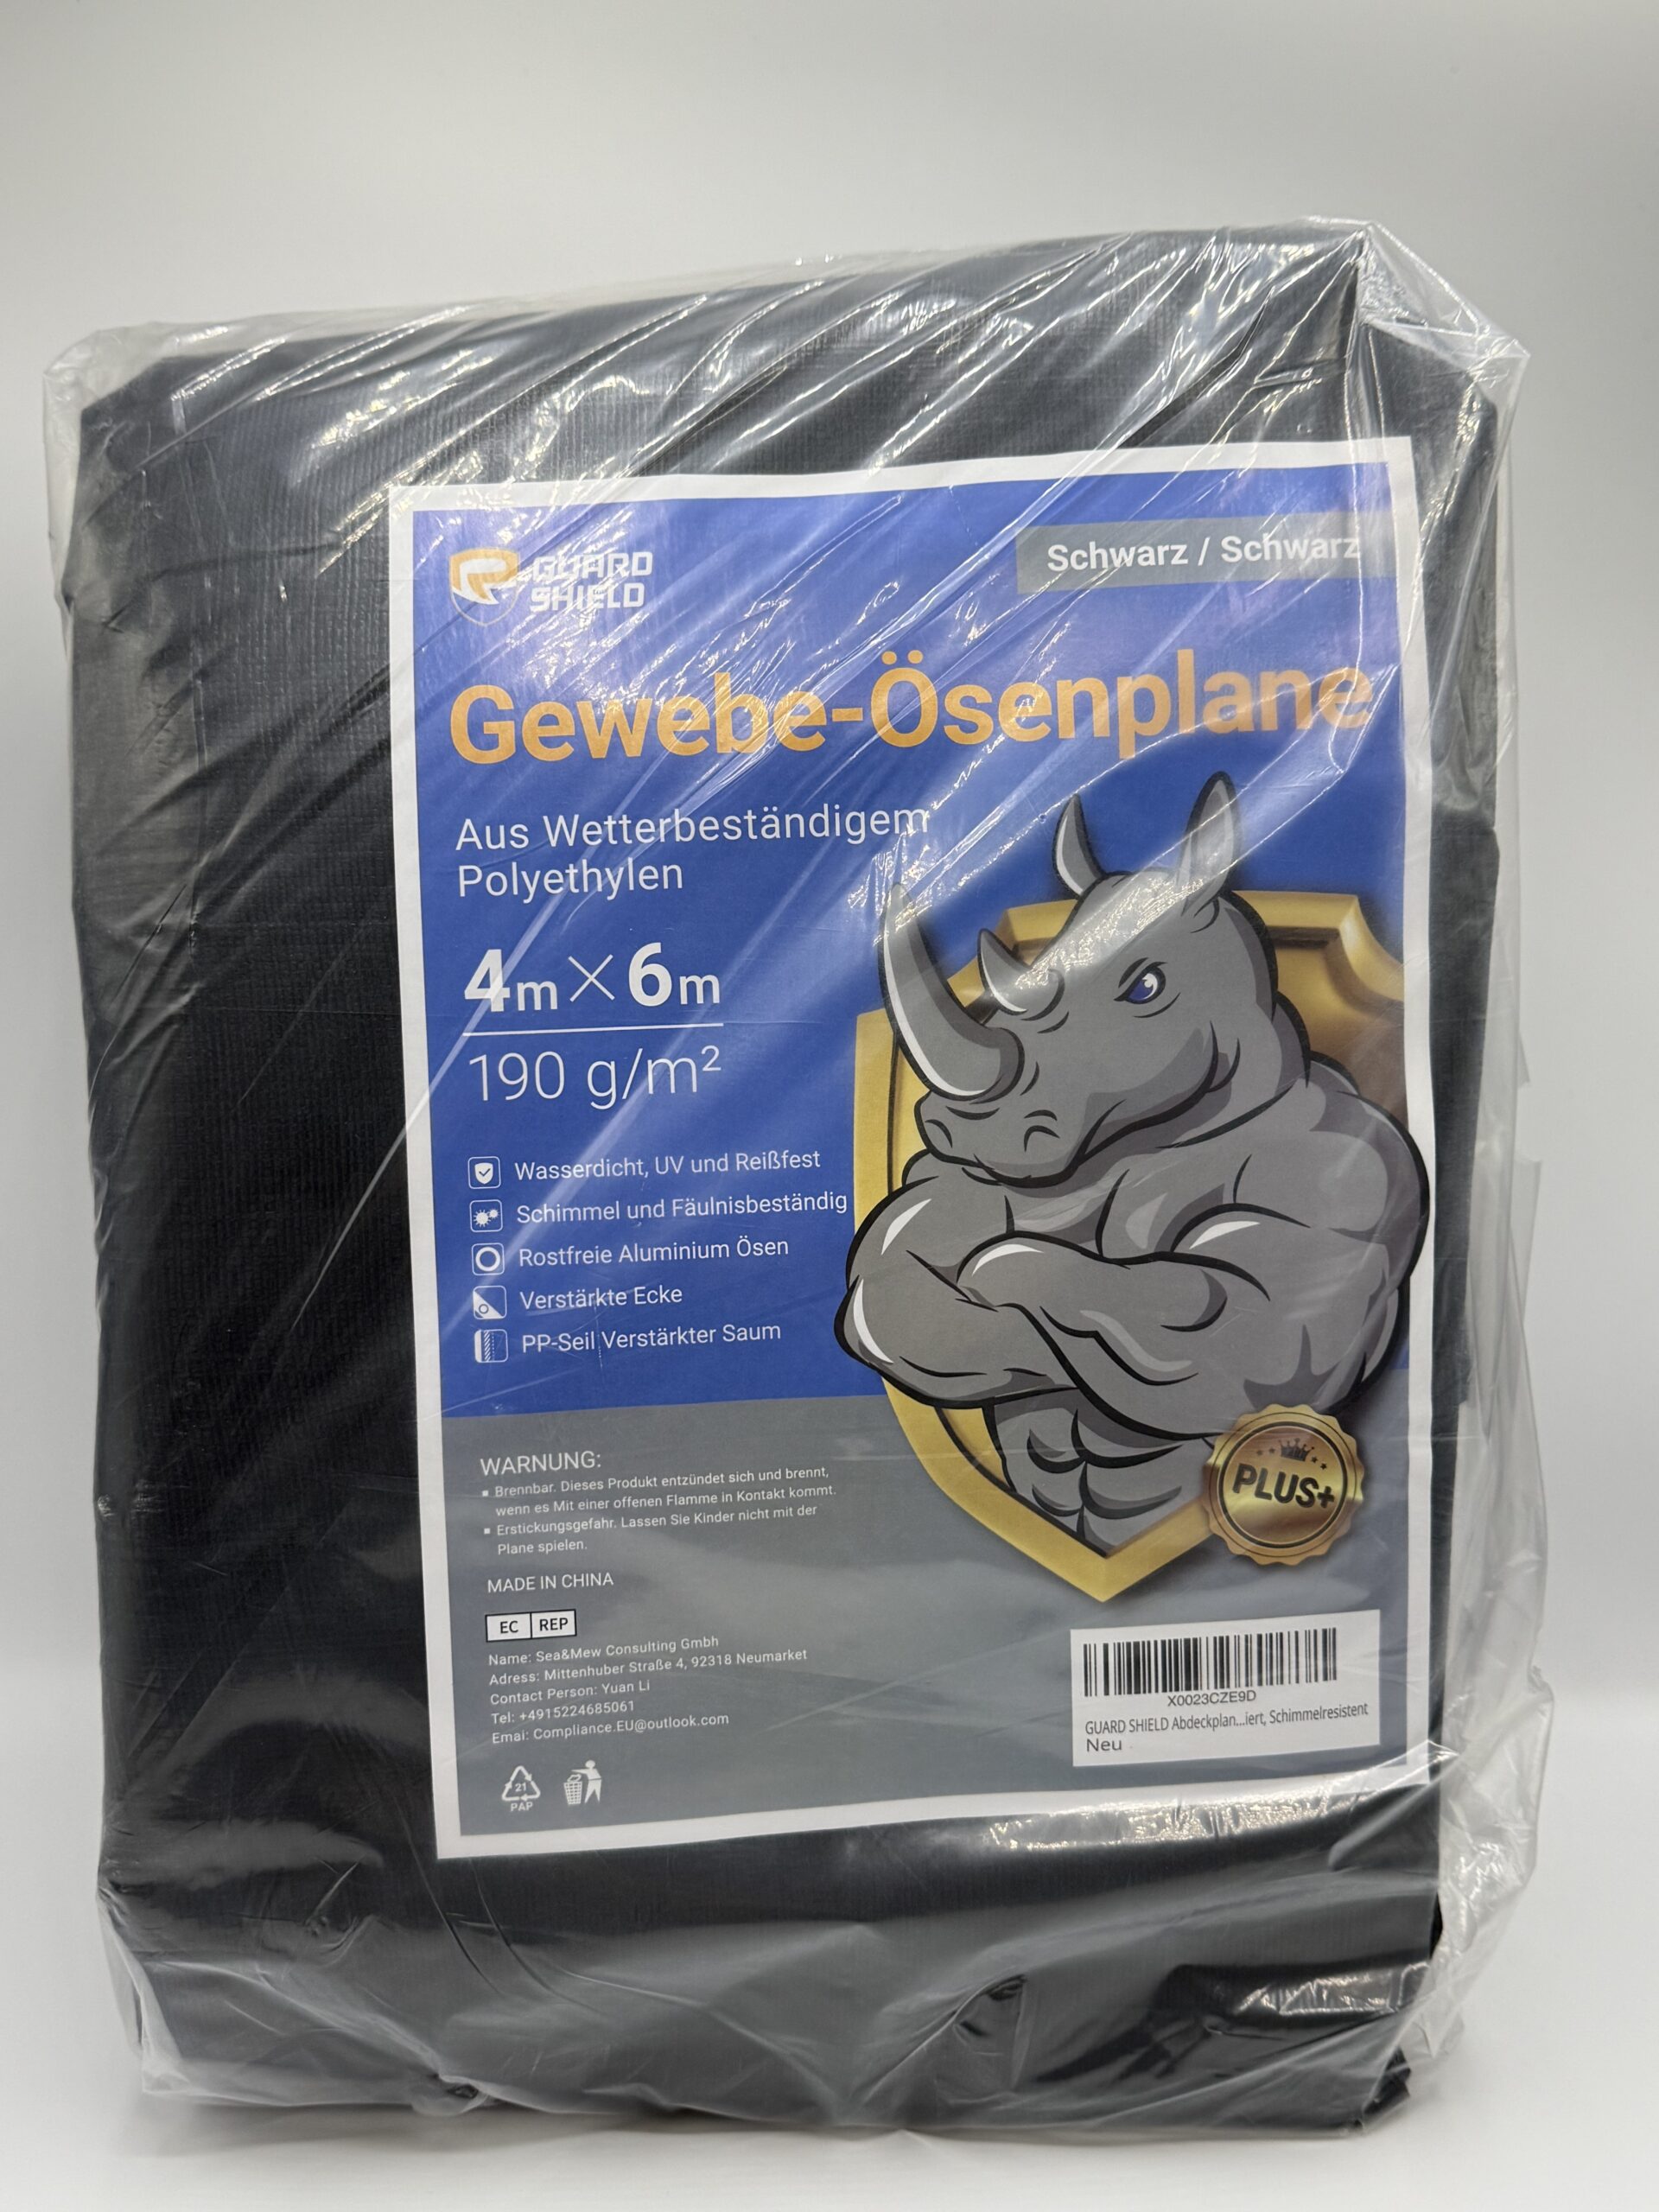 GUARD
SHIELD
Schwarz / Schwarz
Gewebe-Ösenplane
Aus Wetterbeständigem
Polyethylen
4m×6m
190 g/m²
Wasserdicht, UV und Reißfest
Schimmel und Fäulnisbeständig
Rostfreie Aluminium Ösen
Verstärkte Ecke
PP-Seil Verstärkter Saum
PLUS+
WARNUNG:
▪ Brennbar. Dieses Produkt entzündet sich und brennt,
wenn es Mit einer offenen Flamme in Kontakt kommt.
▪ Erstickungsgefahr. Lassen Sie Kinder nicht mit der
Plane spielen.
MADE IN CHINA
EC REP
Name: Sea&Mew Consulting Gmbh
Adress: Mittenhuber Straße 4, 92318 Neumarket
Contact Person: Yuan Li
Tel: +4915224685061
Emai: Compliance.EU@outlook.com
21
PAP
X0023CZE9D
GUARD SHIELD Abdeckplan...iert, Schimmelresistent
Neu